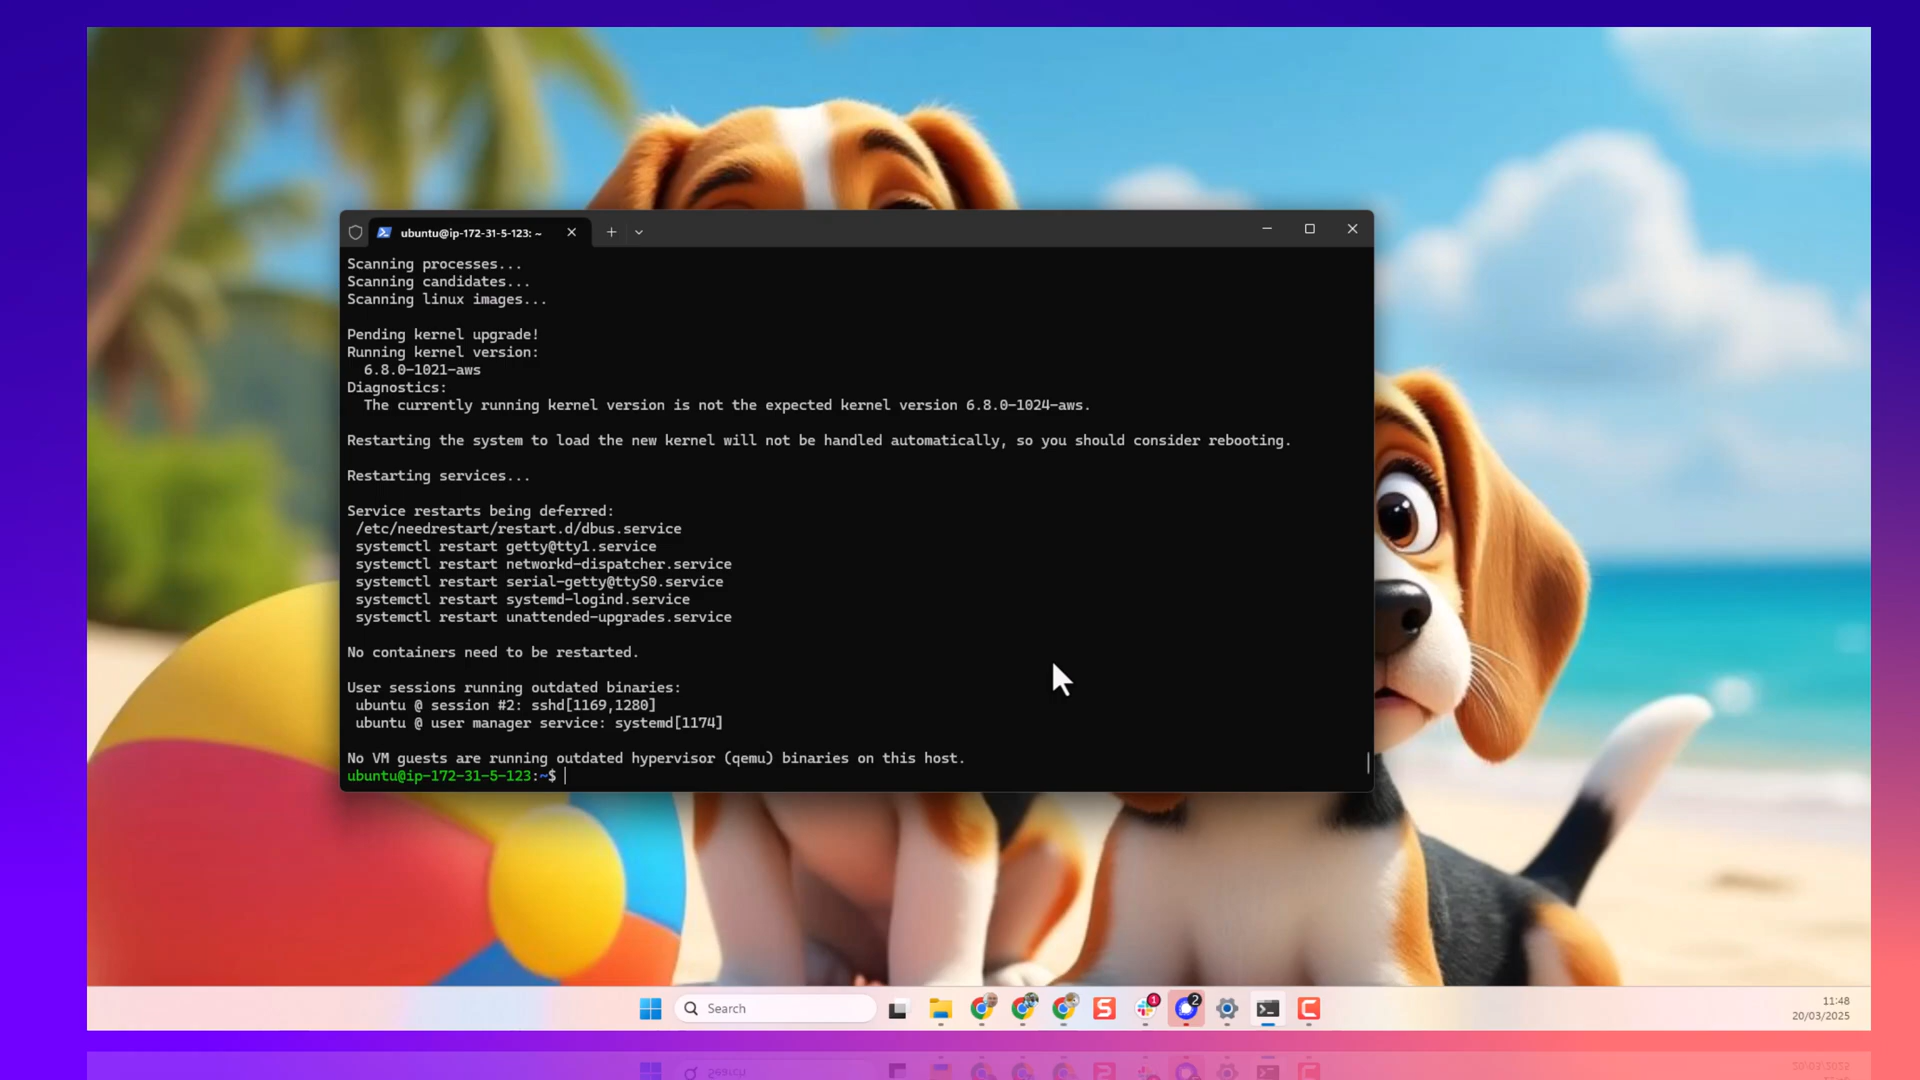 ubuntu@ip-172-31-5-123: ~
Scanning processes...
Scanning candidates...
Scanning linux images...
Pending kernel upgrade!
Running kernel version:
6.8.0-1021-aws
Diagnostics:
The currently running kernel version is not the expected kernel version 6.8.0-1024-aws.
Restarting the system to load the new kernel will not be handled automatically, so you should consider rebooting.
Restarting services...
Service restarts being deferred:
/etc/needrestart/restart.d/dbus.service
systemctl restart getty@tty1.service
systemctl restart networkd-dispatcher.service
systemctl restart serial-getty@ttyS0.service
systemctl restart systemd-logind.service
systemctl restart unattended-upgrades.service
No containers need to be restarted.
User sessions running outdated binaries:
ubuntu @ session #2: sshd[1169,1280]
ubuntu @ user manager service: systemd[1174]
No VM guests are running outdated hypervisor (qemu) binaries on this host.
ubuntu@ip-172-31-5-123:~$
Search
1
2
11:48
20/03/2025